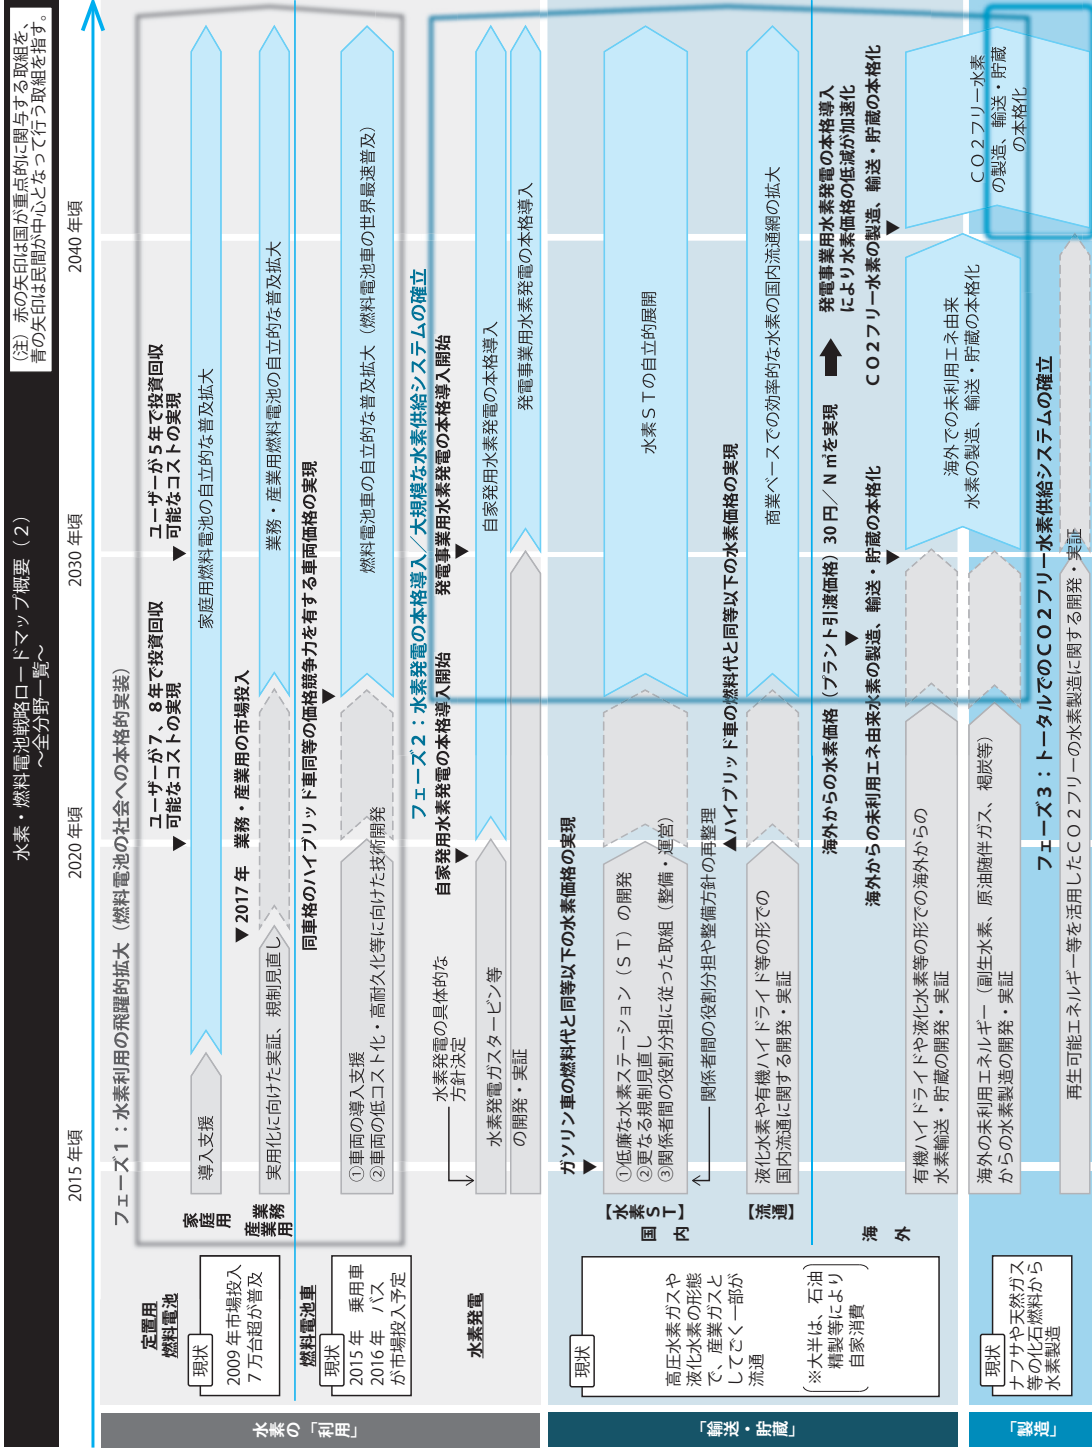 水素・燃料電池戦略ロードマップ概要（2）
～全分野一覧～
（注）赤の矢印は国が重点的に関与する取組を、
青の矢印は民間が中心となって行う取組を指す。
2015 年頃
2020 年頃
2030 年頃
2040 年頃
水素の「利用」
フェーズ１：水素利用の飛躍的拡大（燃料電池の社会への本格的実装）
定置用
燃料電池
現状
2009 年市場投入
７万台超が普及
家庭
用
ユーザーが７、８年で投資回収
可能なコストの実現
ユーザーが５年で投資回収
可能なコストの実現
導入支援
家庭用燃料電池の自立的な普及拡大
▼2017 年　業務・産業用の市場投入
産業
業務
用
実用化に向けた実証、規制見直し
業務・産業用燃料電池の自立的な普及拡大
燃料電池車
現状
2015 年　乗用車
2016 年　バス
が市場投入予定
同車格のハイブリッド車同等の価格競争力を有する車両価格の実現
①車両の導入支援
②車両の低コスト化・高耐久化等に向けた技術開発
燃料電池車の自立的な普及拡大（燃料電池車の世界最速普及）
フェーズ２：水素発電の本格導入／大規模な水素供給システムの確立
水素発電
水素発電の具体的な
方針決定
自家発用水素発電の本格導入開始
発電事業用水素発電の本格導入開始
水素発電ガスタービン等
の開発・実証
自家発用水素発電の本格導入
発電事業用水素発電の本格導入
「輸送・貯蔵」
現状
高圧水素ガスや
液化水素の形態
で、産業ガスと
してごく一部が
流通
（※大半は、石油
精製等により
自家消費）
ガソリン車の燃料代と同等以下の水素価格の実現
【水素ＳＴ】
国
内
①低廉な水素ステーション（ＳＴ）の開発
②更なる規制見直し
③関係者間の役割分担に従った取組（整備・運営）
水素ＳＴの自立的展開
関係者間の役割分担や整備方針の再整理
▲ハイブリッド車の燃料代と同等以下の水素価格の実現
【流通】
液化水素や有機ハイドライド等の形での
国内流通に関する開発・実証
商業ベースでの効率的な水素の国内流通網の拡大
海外からの水素価格（プラント引渡価格）30 円／Ｎ㎥を実現
発電事業用水素発電の本格導入
により水素価格の低減が加速化
海
外
海外からの未利用エネ由来水素の製造、輸送・貯蔵の本格化
ＣＯ２フリー水素の製造、輸送・貯蔵の本格化
有機ハイドライドや液化水素等の形での海外からの
水素輸送・貯蔵の開発・実証
海外での未利用エネ由来
水素の製造、輸送・貯蔵の本格化
ＣＯ２フリー水素
の製造、輸送・貯蔵
の本格化
「製造」
現状
ナフサや天然ガス
等の化石燃料から
水素製造
海外の未利用エネルギー（副生水素、原油随伴ガス、褐炭等）
からの水素製造の開発・実証
フェーズ３：トータルでのＣＯ２フリー水素供給システムの確立
再生可能エネルギー等を活用したＣＯ２フリーの水素製造に関する開発・実証